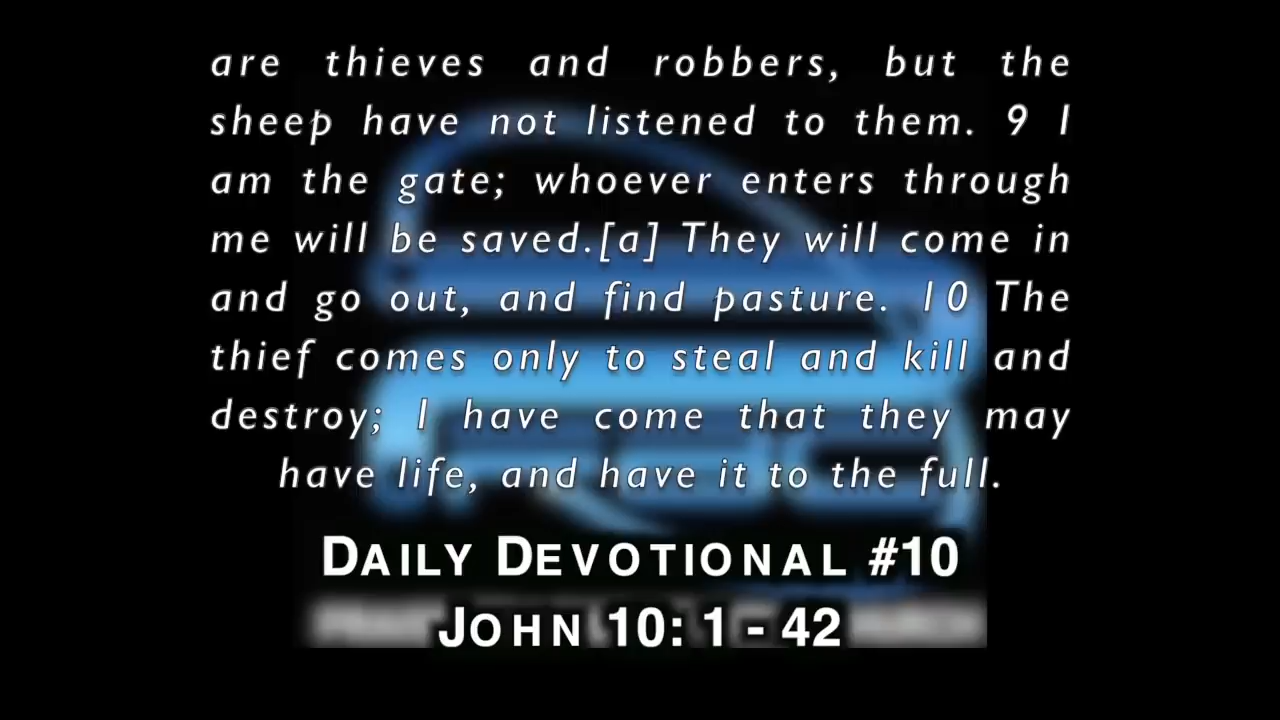 are thieves and robbers, but the
sheep have not listened to them. 9 I
am the gate; whoever enters through
me will be saved.[a] They will come in
and go out, and find pasture. 10 The
thief comes only to steal and kill and
destroy; I have come that they may
have life, and have it to the full.
DAILY DEVOTIONAL #10
JOHN 10: 1 - 42